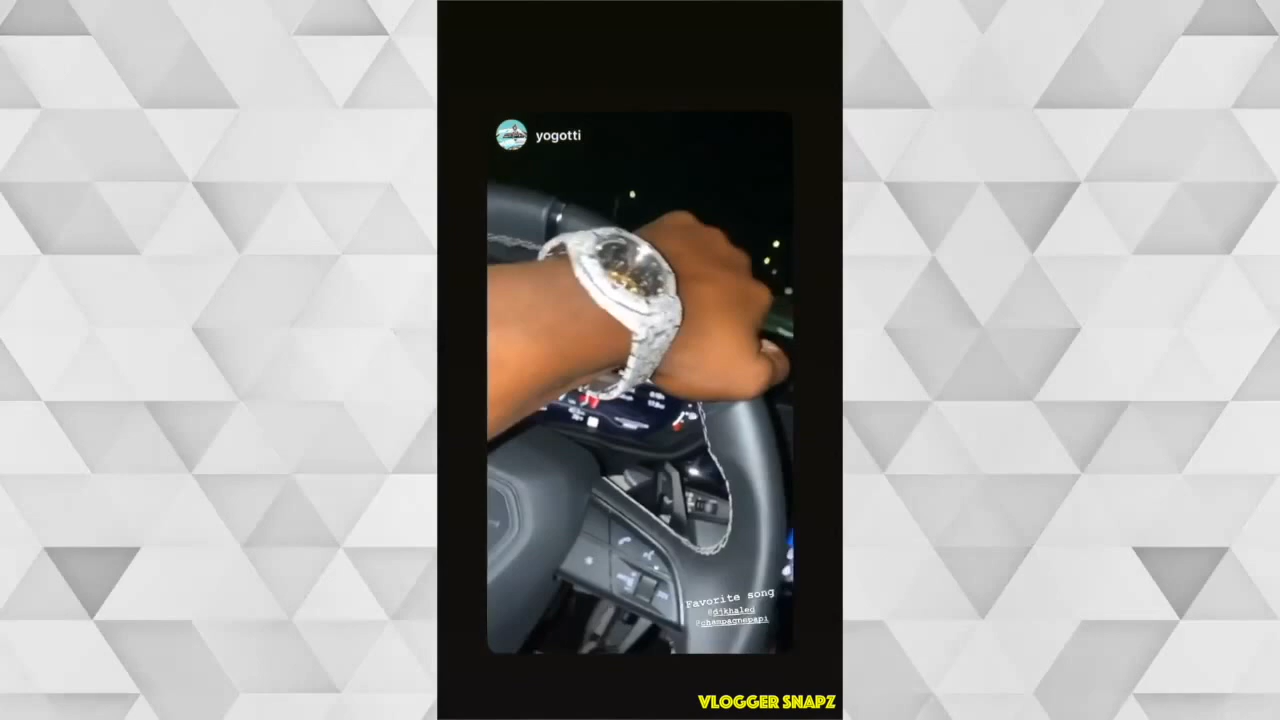 yogotti
Favorite song
@djkhaled
@champagnepapi
VLOGGER SNAPZ